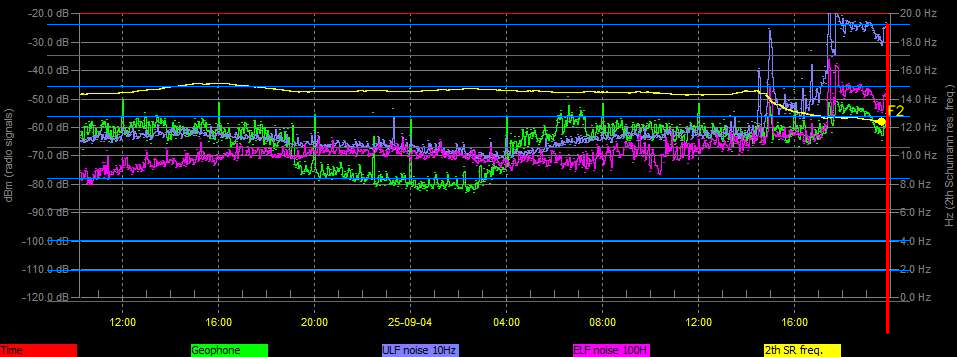 -20.0 dB 20.0 Hz
-30.0 dB 18.0 Hz
-40.0 dB 16.0 Hz
-50.0 dB 14.0 Hz
F2
-60.0 dB 12.0 Hz
-70.0 dB 10.0 Hz
-80.0 dB 8.0 Hz
-90.0 dB 6.0 Hz
-100.0 dB 4.0 Hz
-110.0 dB 2.0 Hz
-120.0 dB 0.0 Hz
dBm (radio signals)
Hz (2th Schumann res. freq.)
12:00 16:00 20:00 25-09-04 04:00 08:00 12:00 16:00
Time Geophone ULF noise 10Hz ELF noise 100H 2th SR freq.